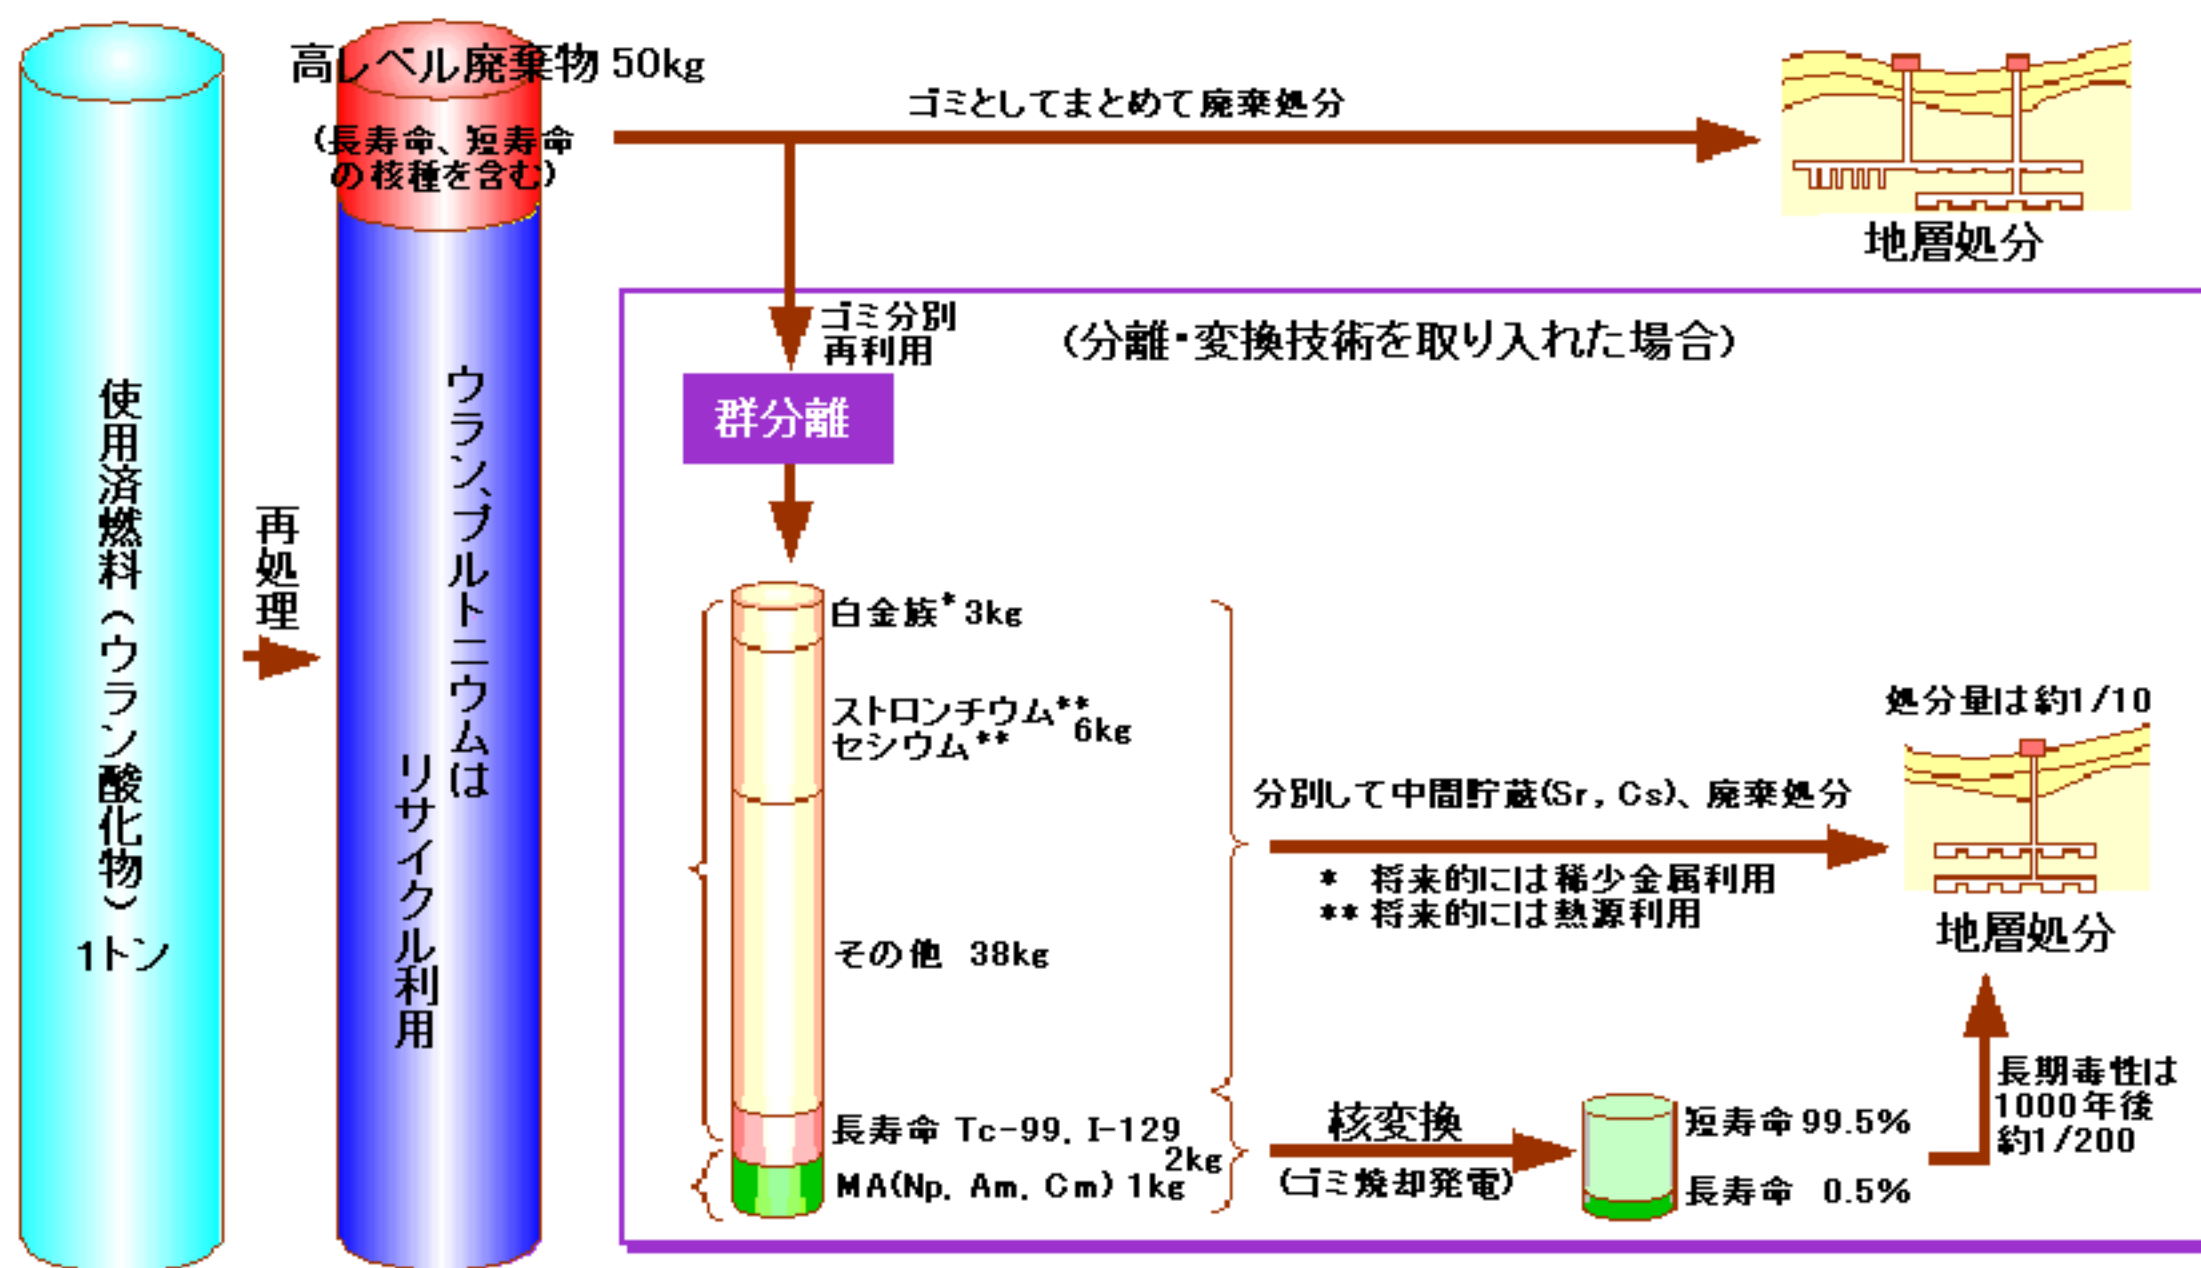 使用済燃料(ウラン酸化物)
1トン
再処理
高レベル廃棄物 50kg
(長寿命、短寿命
の核種を含む)
ウラン、プルトニウムは
リサイクル利用
ゴミとしてまとめて廃棄処分
地層処分
ゴミ分別
再利用
(分離・変換技術を取り入れた場合)
群分離
白金族* 3kg
ストロンチウム**
セシウム**
6kg
その他 38kg
長寿命 Tc-99, I-129
2kg
MA(Np, Am, Cm) 1kg
分別して中間貯蔵(Sr, Cs)、廃棄処分
* 将来的には稀少金属利用
** 将来的には熱源利用
処分量は約1/10
地層処分
核変換
(ゴミ焼却発電)
短寿命 99.5%
長寿命 0.5%
長期毒性は
1000年後
約1/200